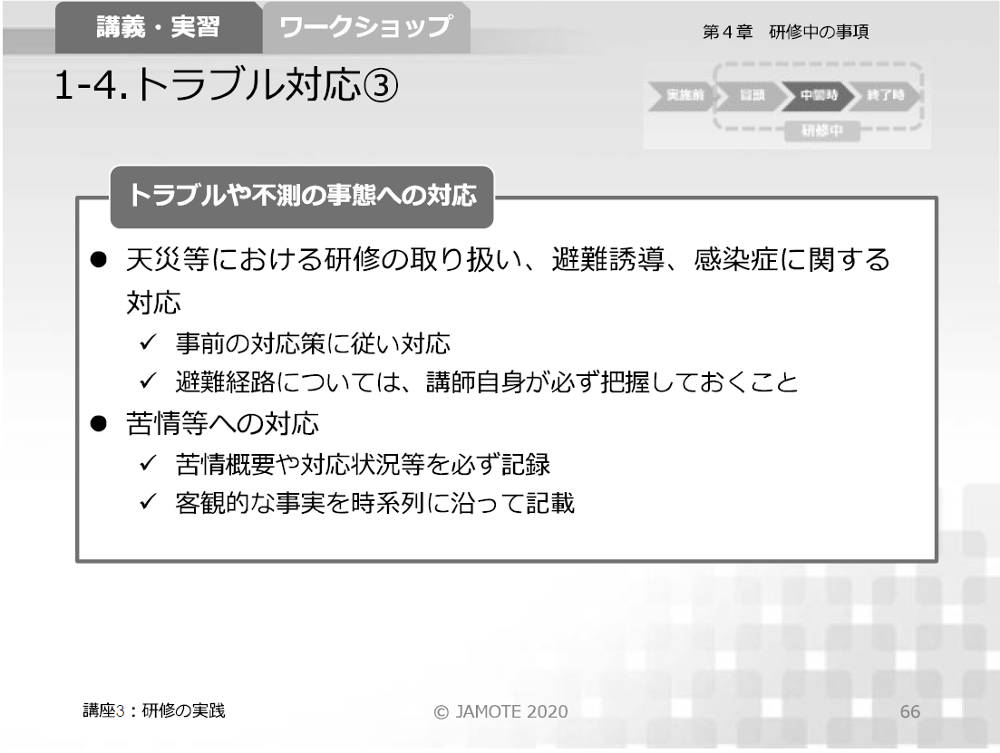 講義・実習
ワークショップ
第４章　研修中の事項
1-4.トラブル対応③
実施前
冒頭
中間時
終了時
研修中
トラブルや不測の事態への対応
● 天災等における研修の取り扱い、避難誘導、感染症に関する
対応
✓ 事前の対応策に従い対応
✓ 避難経路については、講師自身が必ず把握しておくこと
● 苦情等への対応
✓ 苦情概要や対応状況等を必ず記録
✓ 客観的な事実を時系列に沿って記載
講座3：研修の実践
© JAMOTE 2020
66